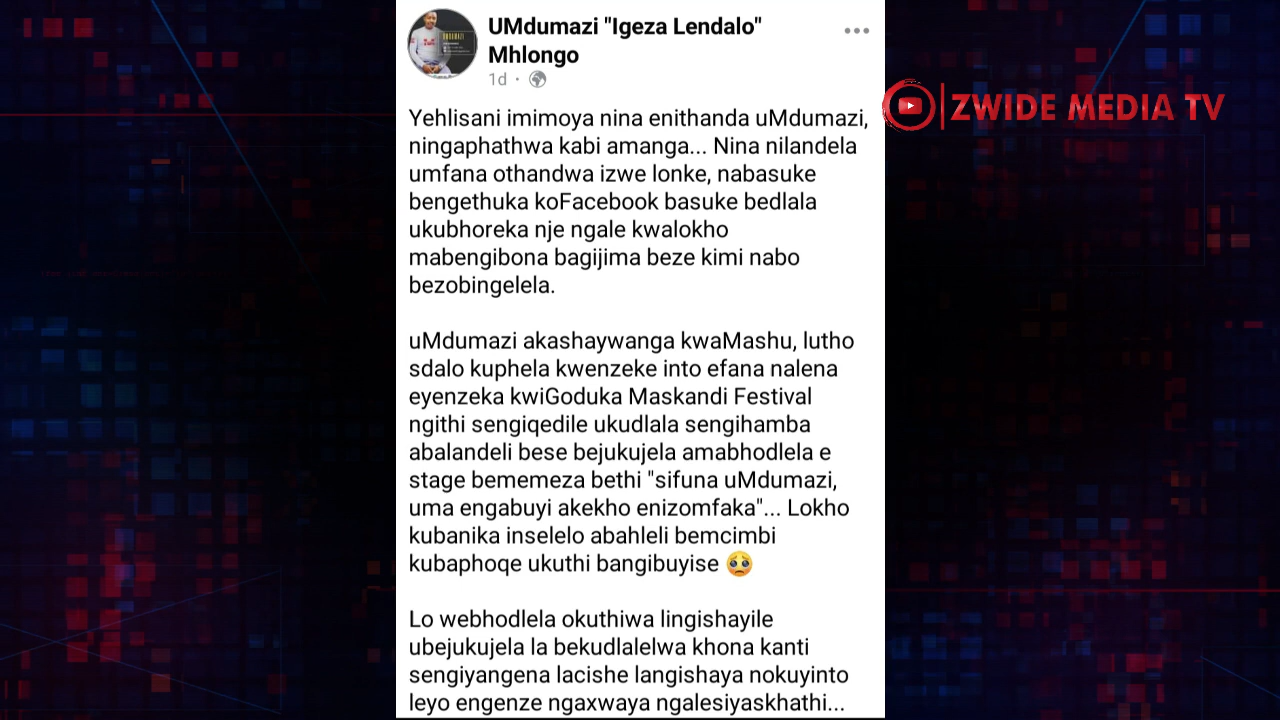 UMdumazi "Igeza Lendalo"
Mhlongo
1d ·
Yehlisani imimoya nina enithanda uMdumazi,
ningaphathwa kabi amanga... Nina nilandela
umfana othandwa izwe lonke, nabasuke
bengethuka koFacebook basuke bedlala
ukubhoreka nje ngale kwalokho
mabengibona bagijima beze kimi nabo
bezobingelela.
uMdumazi akashaywanga kwaMashu, lutho
sdalo kuphela kwenzeke into efana nalena
eyenzeka kwiGoduka Maskandi Festival
ngithi sengiqedile ukudlala sengihamba
abalandeli bese bejukujela amabhodlela e
stage bememeza bethi "sifuna uMdumazi,
uma engabuyi akekho enizomfaka"... Lokho
kubanika inselelo abahleli bemcimbi
kubaphoqe ukuthi bangibuyise 🥹
Lo webhodlela okuthiwa lingishayile
ubejukujela la bekudlalelwa khona kanti
sengiyangena lacishe langishaya nokuyinto
leyo engenze ngaxwaya ngalesiyaskhathi...
ZWIDE MEDIA TV